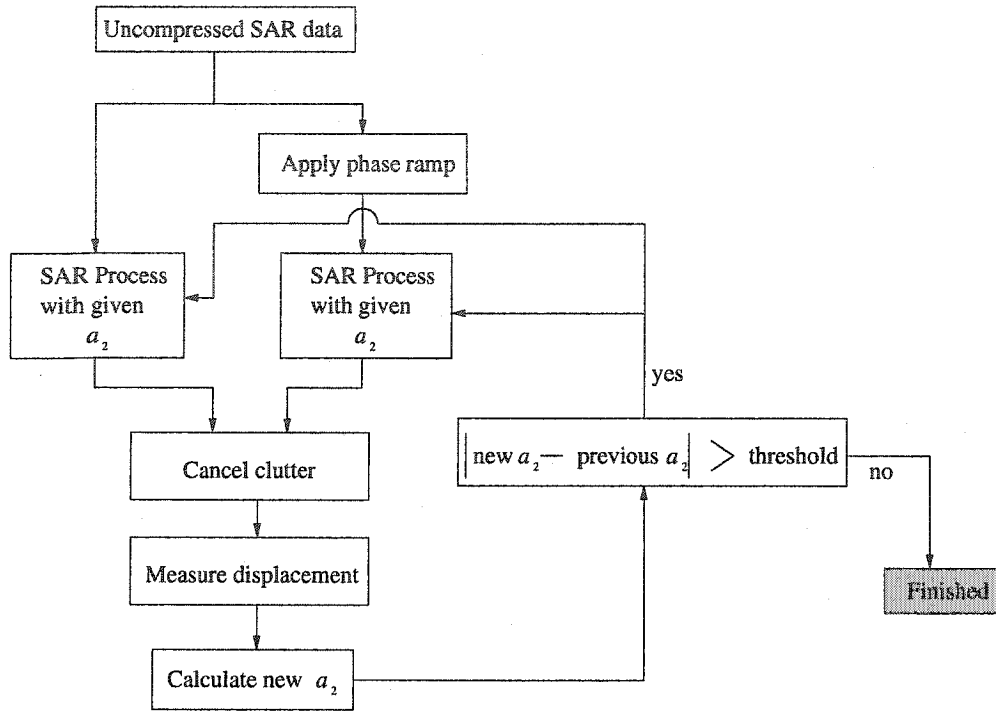 Uncompressed SAR data
Apply phase ramp
SAR Process
with given
a₂
SAR Process
with given
a₂
yes
Cancel clutter
|new a₂ — previous a₂| > threshold
no
Measure displacement
Finished
Calculate new a₂